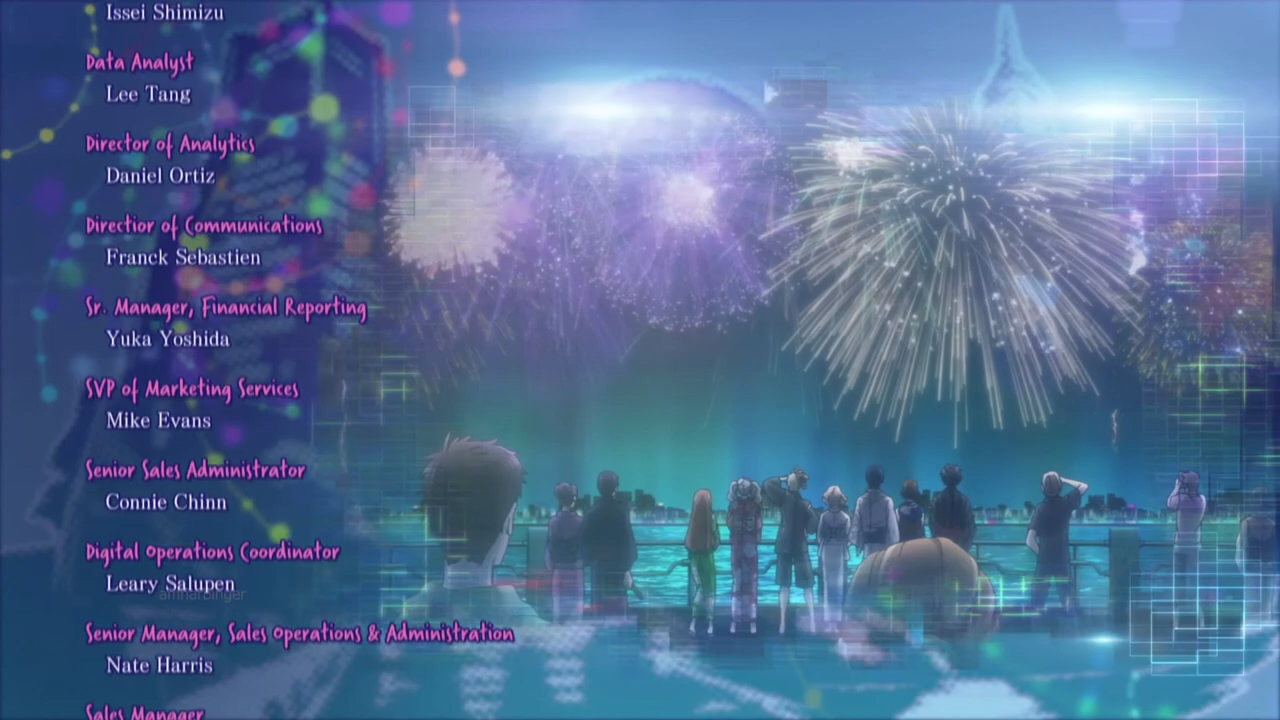 Issei Shimizu
Data Analyst
Lee Tang
Director of Analytics
Daniel Ortiz
Directior of Communications
Franck Sebastien
Sr. Manager, Financial Reporting
Yuka Yoshida
SVP of Marketing Services
Mike Evans
Senior Sales Administrator
Connie Chinn
Digital Operations Coordinator
Leary Salupen
amharbinger
Senior Manager, Sales Operations & Administration
Nate Harris
Sales Manager